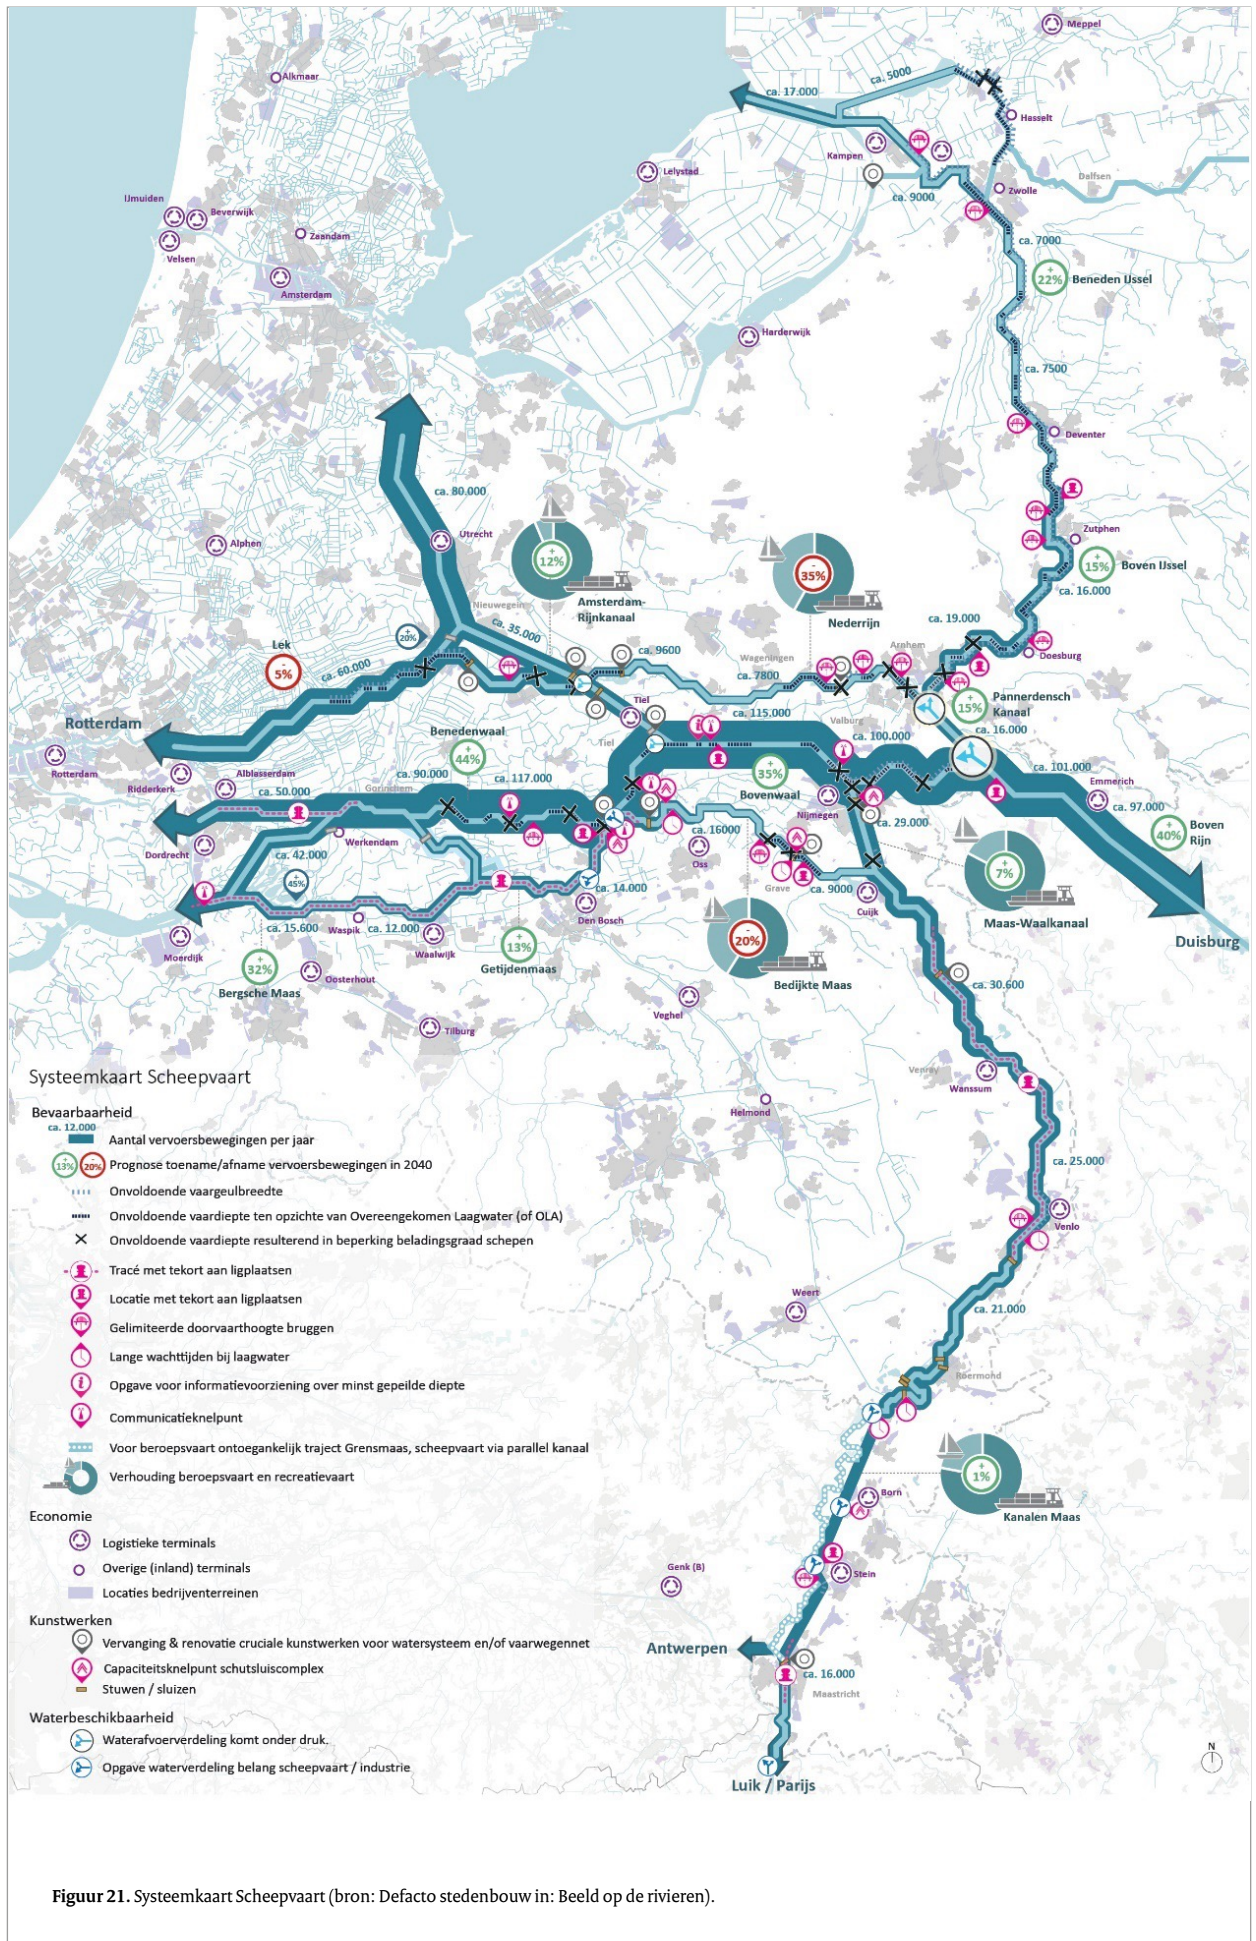 Meppel
Alkmaar
ca. 5000
ca. 17.000
Hasselt
Kampen
Lelystad
Dalfsen
Zwolle
ca. 9000
IJmuiden
Beverwijk
Zaandam
Velsen
ca. 7000
+
22%
Beneden IJssel
Amsterdam
Harderwijk
ca. 7500
Deventer
ca. 80.000
Utrecht
Zutphen
Alphen
+
12%
-
35%
+
15%
Boven IJssel
ca. 16.000
Amsterdam-
Rijnkanaal
Nederrijn
Nieuwegein
ca. 35.000
ca. 19.000
+
20%
Lek
-
5%
ca. 60.000
ca. 9600
Wageningen
Arnhem
Doesburg
ca. 7800
Tiel
ca. 115.000
Pannerdensch
Kanaal
+
15%
Rotterdam
Valburg
ca. 16.000
Benedenwaal
Tiel
ca. 100.000
+
44%
ca. 90.000
ca. 117.000
+
35%
Bovenwaal
ca. 101.000
Rotterdam
Alblasserdam
Gorinchem
Emmerich
Ridderkerk
ca. 50.000
Nijmegen
ca. 97.000
ca. 29.000
+
40%
Boven
Rijn
ca. 16000
Dordrecht
Werkendam
ca. 42.000
Oss
+
45%
ca. 14.000
Grave
ca. 9000
+
7%
Cuijk
Maas-Waalkanaal
Den Bosch
ca. 15.600
Waspik
ca. 12.000
Waalwijk
-
20%
Duisburg
Moerdijk
+
13%
Getijdenmaas
+
32%
Bergsche Maas
Oosterhout
Bedijkte Maas
ca. 30.600
Veghel
Tilburg
Venray
Wanssum
Helmond
ca. 25.000
Venlo
Weert
ca. 21.000
Roermond
+
1%
Born
Kanalen Maas
Genk (B)
Stein
Antwerpen
ca. 16.000
Maastricht
Luik / Parijs
N
Systeemkaart Scheepvaart
Bevaarbaarheid
ca. 12.000
Aantal vervoersbewegingen per jaar
+
13%
-
20%
Prognose toename/afname vervoersbewegingen in 2040
Onvoldoende vaargeulbreedte
Onvoldoende vaardiepte ten opzichte van Overeengekomen Laagwater (of OLA)
Onvoldoende vaardiepte resulterend in beperking beladingsgraad schepen
Tracé met tekort aan ligplaatsen
Locatie met tekort aan ligplaatsen
Gelimiteerde doorvaarthoogte bruggen
Lange wachttijden bij laagwater
Opgave voor informatievoorziening over minst gepeilde diepte
Communicatieknelpunt
Voor beroepsvaart ontoegankelijk traject Grensmaas, scheepvaart via parallel kanaal
Verhouding beroepsvaart en recreatievaart
Economie
Logistieke terminals
Overige (inland) terminals
Locaties bedrijventerreinen
Kunstwerken
Vervanging & renovatie cruciale kunstwerken voor watersysteem en/of vaarwegennet
Capaciteitsknelpunt schutsluiscomplex
Stuwen / sluizen
Waterbeschikbaarheid
Waterafvoerverdeling komt onder druk.
Opgave waterverdeling belang scheepvaart / industrie
Figuur 21. Systeemkaart Scheepvaart (bron: Defacto stedenbouw in: Beeld op de rivieren).